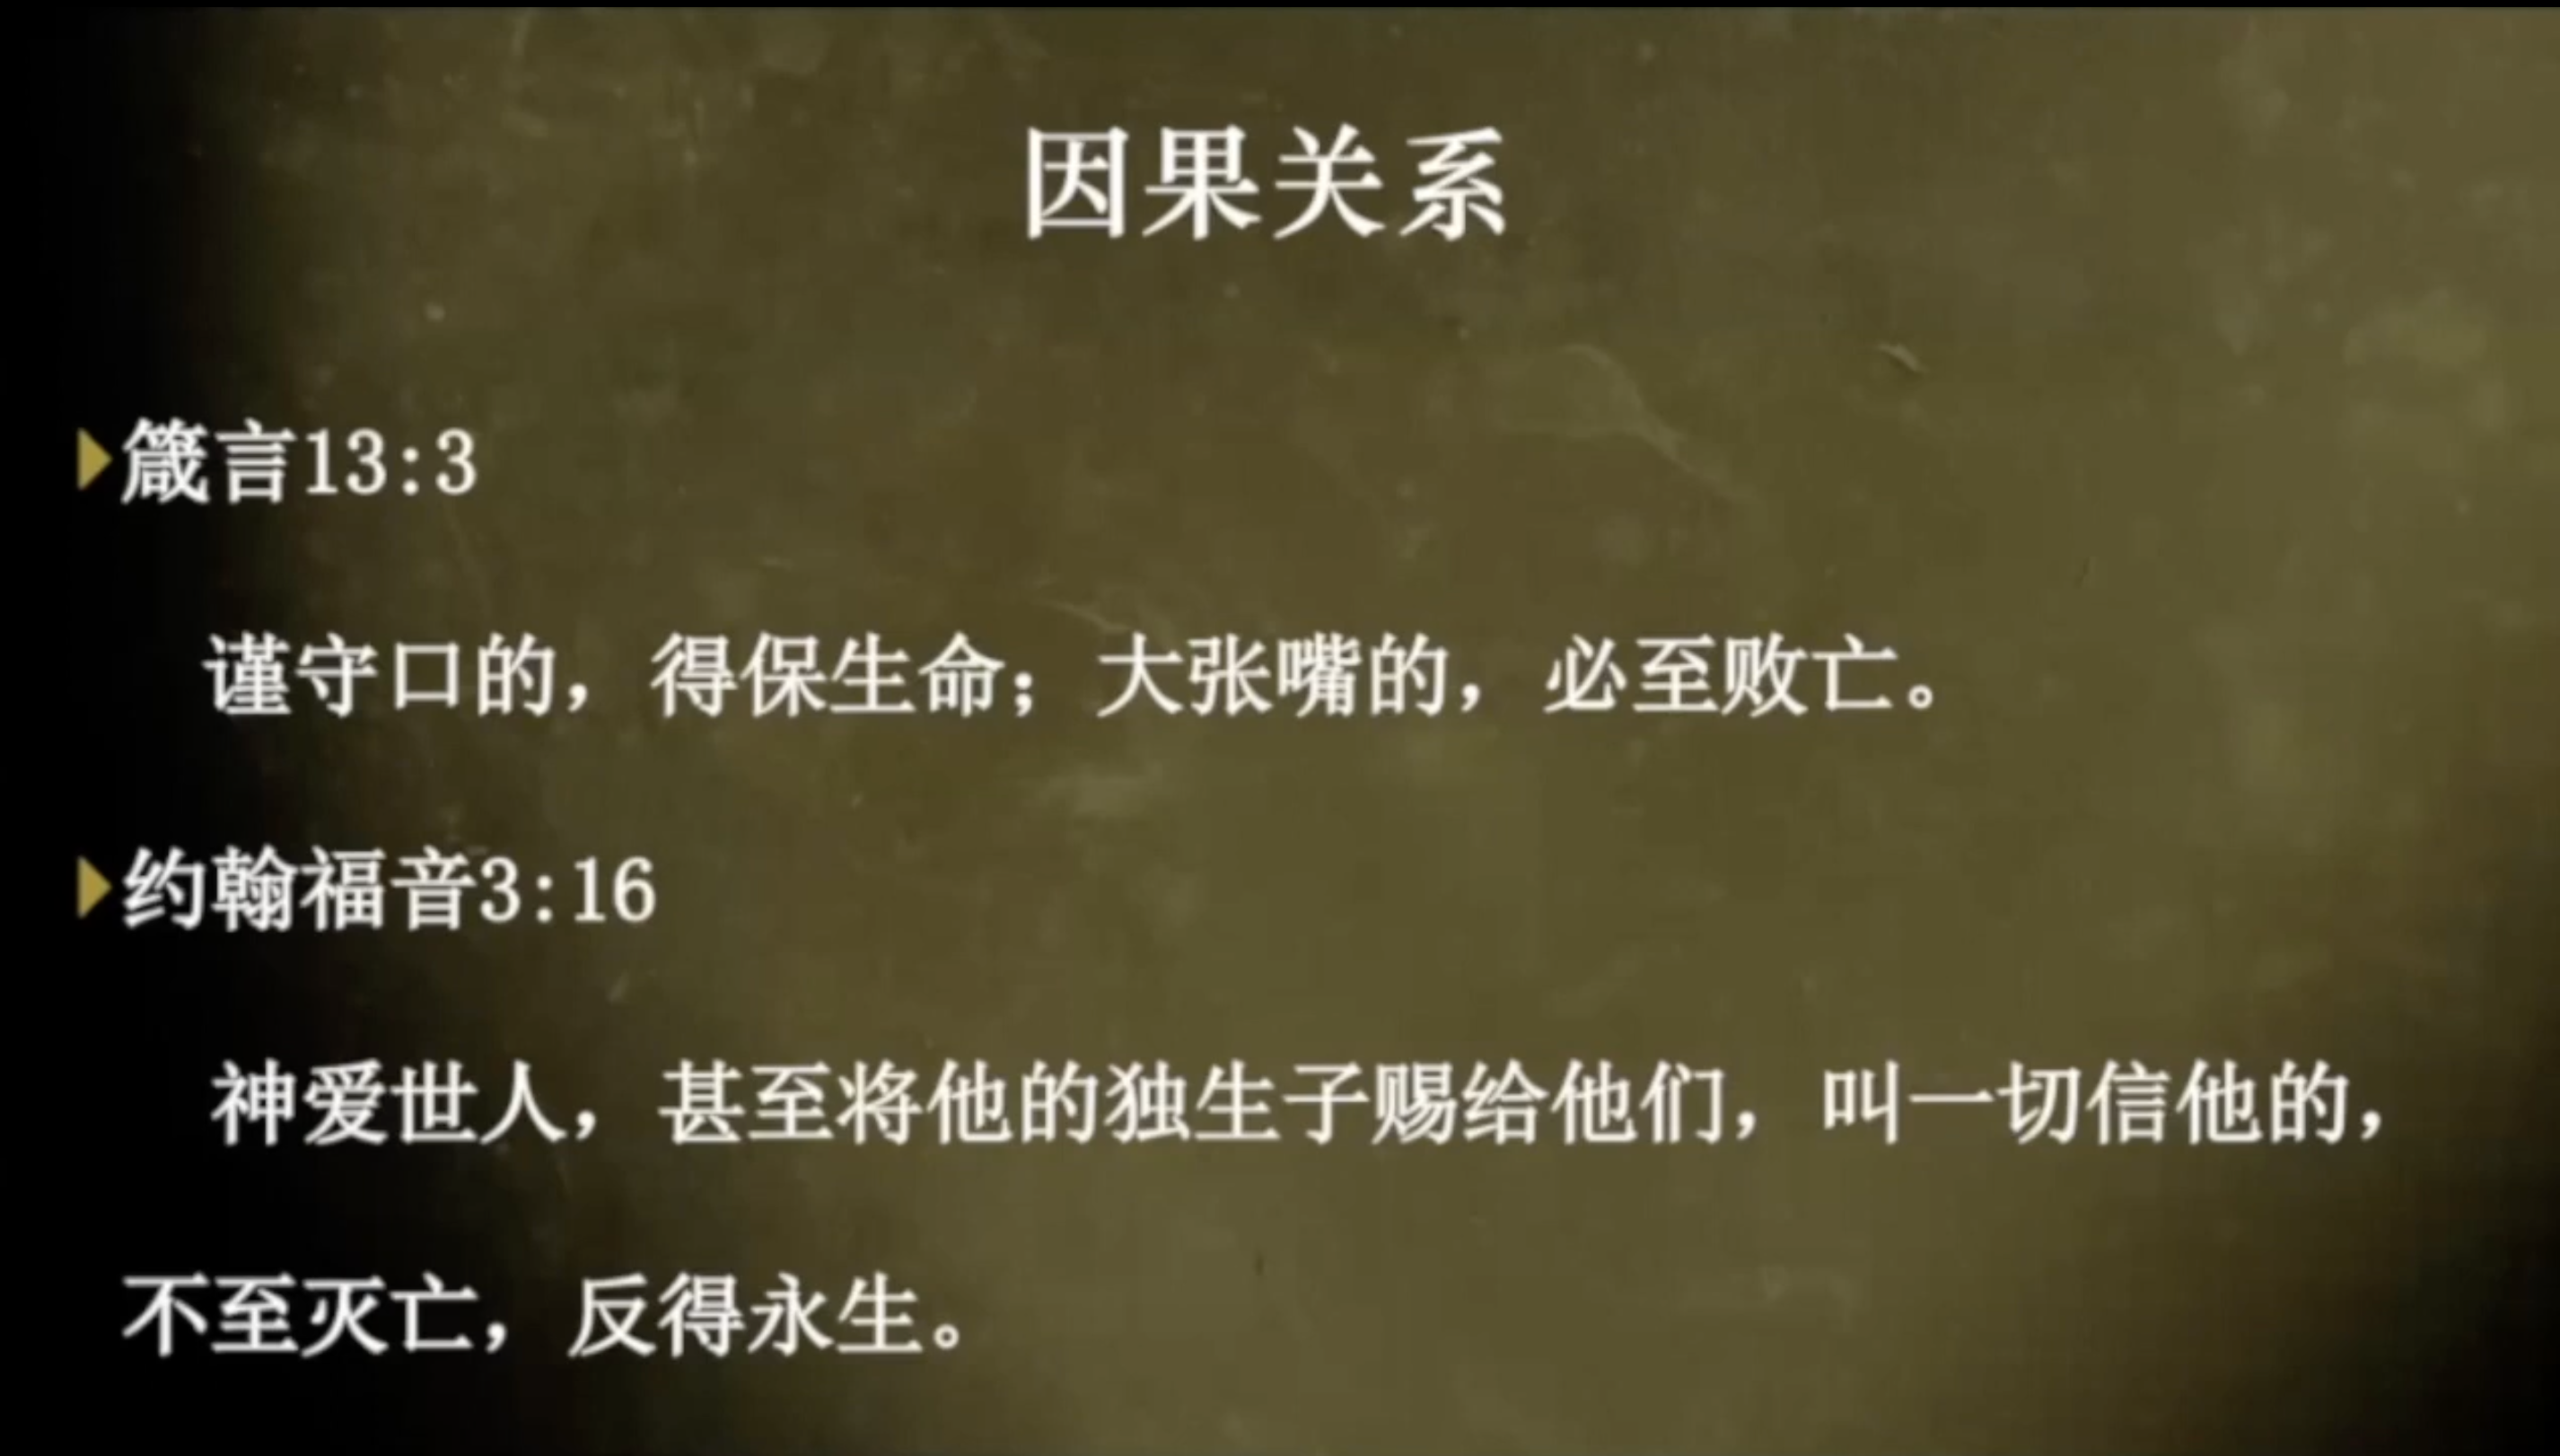 因果关系
箴言13:3
谨守口的，得保生命；大张嘴的，必至败亡。
约翰福音3:16
神爱世人，甚至将他的独生子赐给他们，叫一切信他的，
不至灭亡，反得永生。